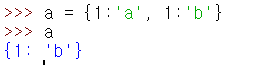 >>> a = {1:'a', 1:'b'}
>>> a
{1: 'b'}